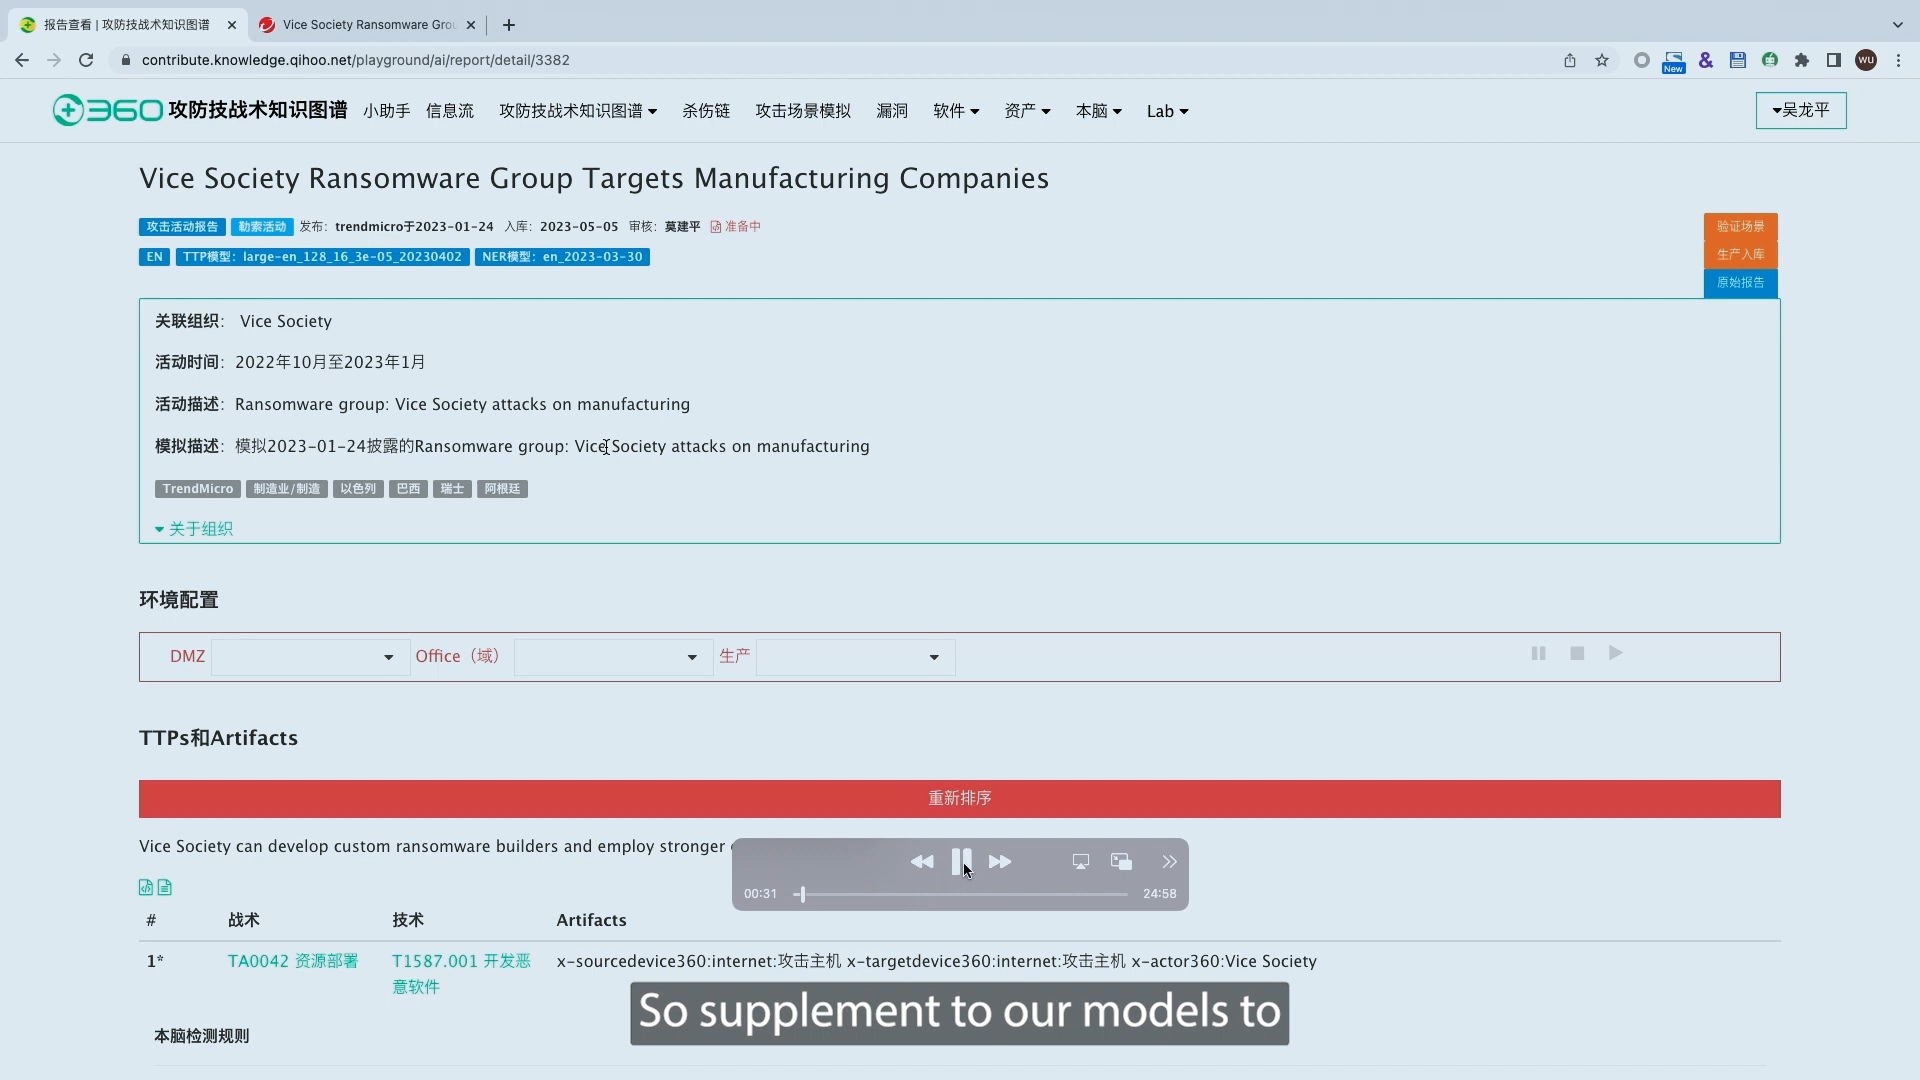 报告查看 | 攻防技战术知识图谱
Vice Society Ransomware Grou
contribute.knowledge.qihoo.net/playground/ai/report/detail/3382
New
WU
360 攻防技战术知识图谱 小助手 信息流 攻防技战术知识图谱 杀伤链 攻击场景模拟 漏洞 软件 资产 本脑 Lab 吴龙平
Vice Society Ransomware Group Targets Manufacturing Companies
攻击活动报告 勒索活动 发布: trendmicro于2023-01-24 入库: 2023-05-05 审核: 莫建平 准备中
EN TTP模型: large-en_128_16_3e-05_20230402 NER模型: en_2023-03-30
验证场景
生产入库
原始报告
关联组织: Vice Society
活动时间: 2022年10月至2023年1月
活动描述: Ransomware group: Vice Society attacks on manufacturing
模拟描述: 模拟2023-01-24披露的Ransomware group: Vice Society attacks on manufacturing
TrendMicro 制造业/制造 以色列 巴西 瑞士 阿根廷
关于组织
环境配置
DMZ Office（域） 生产
TTPs和Artifacts
重新排序
Vice Society can develop custom ransomware builders and employ stronger
00:31 24:58
# 战术 技术 Artifacts
1* TA0042 资源部署 T1587.001 开发恶意软件 x-sourcedevice360:internet:攻击主机 x-targetdevice360:internet:攻击主机 x-actor360:Vice Society
So supplement to our models to
本脑检测规则